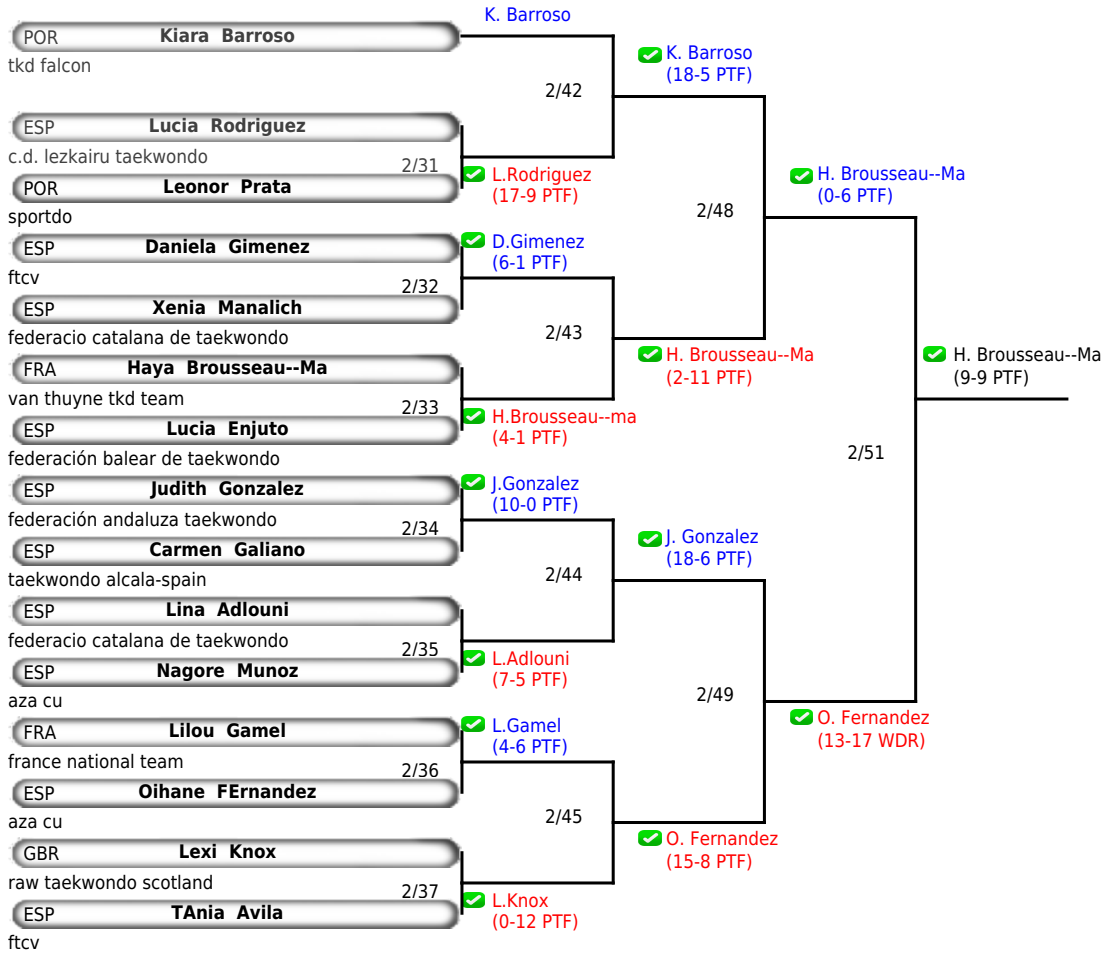 K. Barroso
POR Kiara Barroso
tkd falcon
K. Barroso
(18-5 PTF)
2/42
ESP Lucia Rodriguez
c.d. lezkairu taekwondo
2/31
POR Leonor Prata
sportdo
L.Rodriguez
(17-9 PTF)
H. Brousseau--Ma
(0-6 PTF)
2/48
ESP Daniela Gimenez
ftcv
D.Gimenez
(6-1 PTF)
2/32
ESP Xenia Manalich
federacio catalana de taekwondo
2/43
H. Brousseau--Ma
(2-11 PTF)
H. Brousseau--Ma
(9-9 PTF)
FRA Haya Brousseau--Ma
van thuyne tkd team
2/33
ESP Lucia Enjuto
federación balear de taekwondo
H.Brousseau--ma
(4-1 PTF)
2/51
ESP Judith Gonzalez
federación andaluza taekwondo
J.Gonzalez
(10-0 PTF)
2/34
ESP Carmen Galiano
taekwondo alcala-spain
J. Gonzalez
(18-6 PTF)
2/44
ESP Lina Adlouni
federacio catalana de taekwondo
2/35
ESP Nagore Munoz
aza cu
L.Adlouni
(7-5 PTF)
2/49
O. Fernandez
(13-17 WDR)
FRA Lilou Gamel
france national team
L.Gamel
(4-6 PTF)
2/36
ESP Oihane FErnandez
aza cu
2/45
O. Fernandez
(15-8 PTF)
GBR Lexi Knox
raw taekwondo scotland
2/37
ESP TAnia Avila
ftcv
L.Knox
(0-12 PTF)